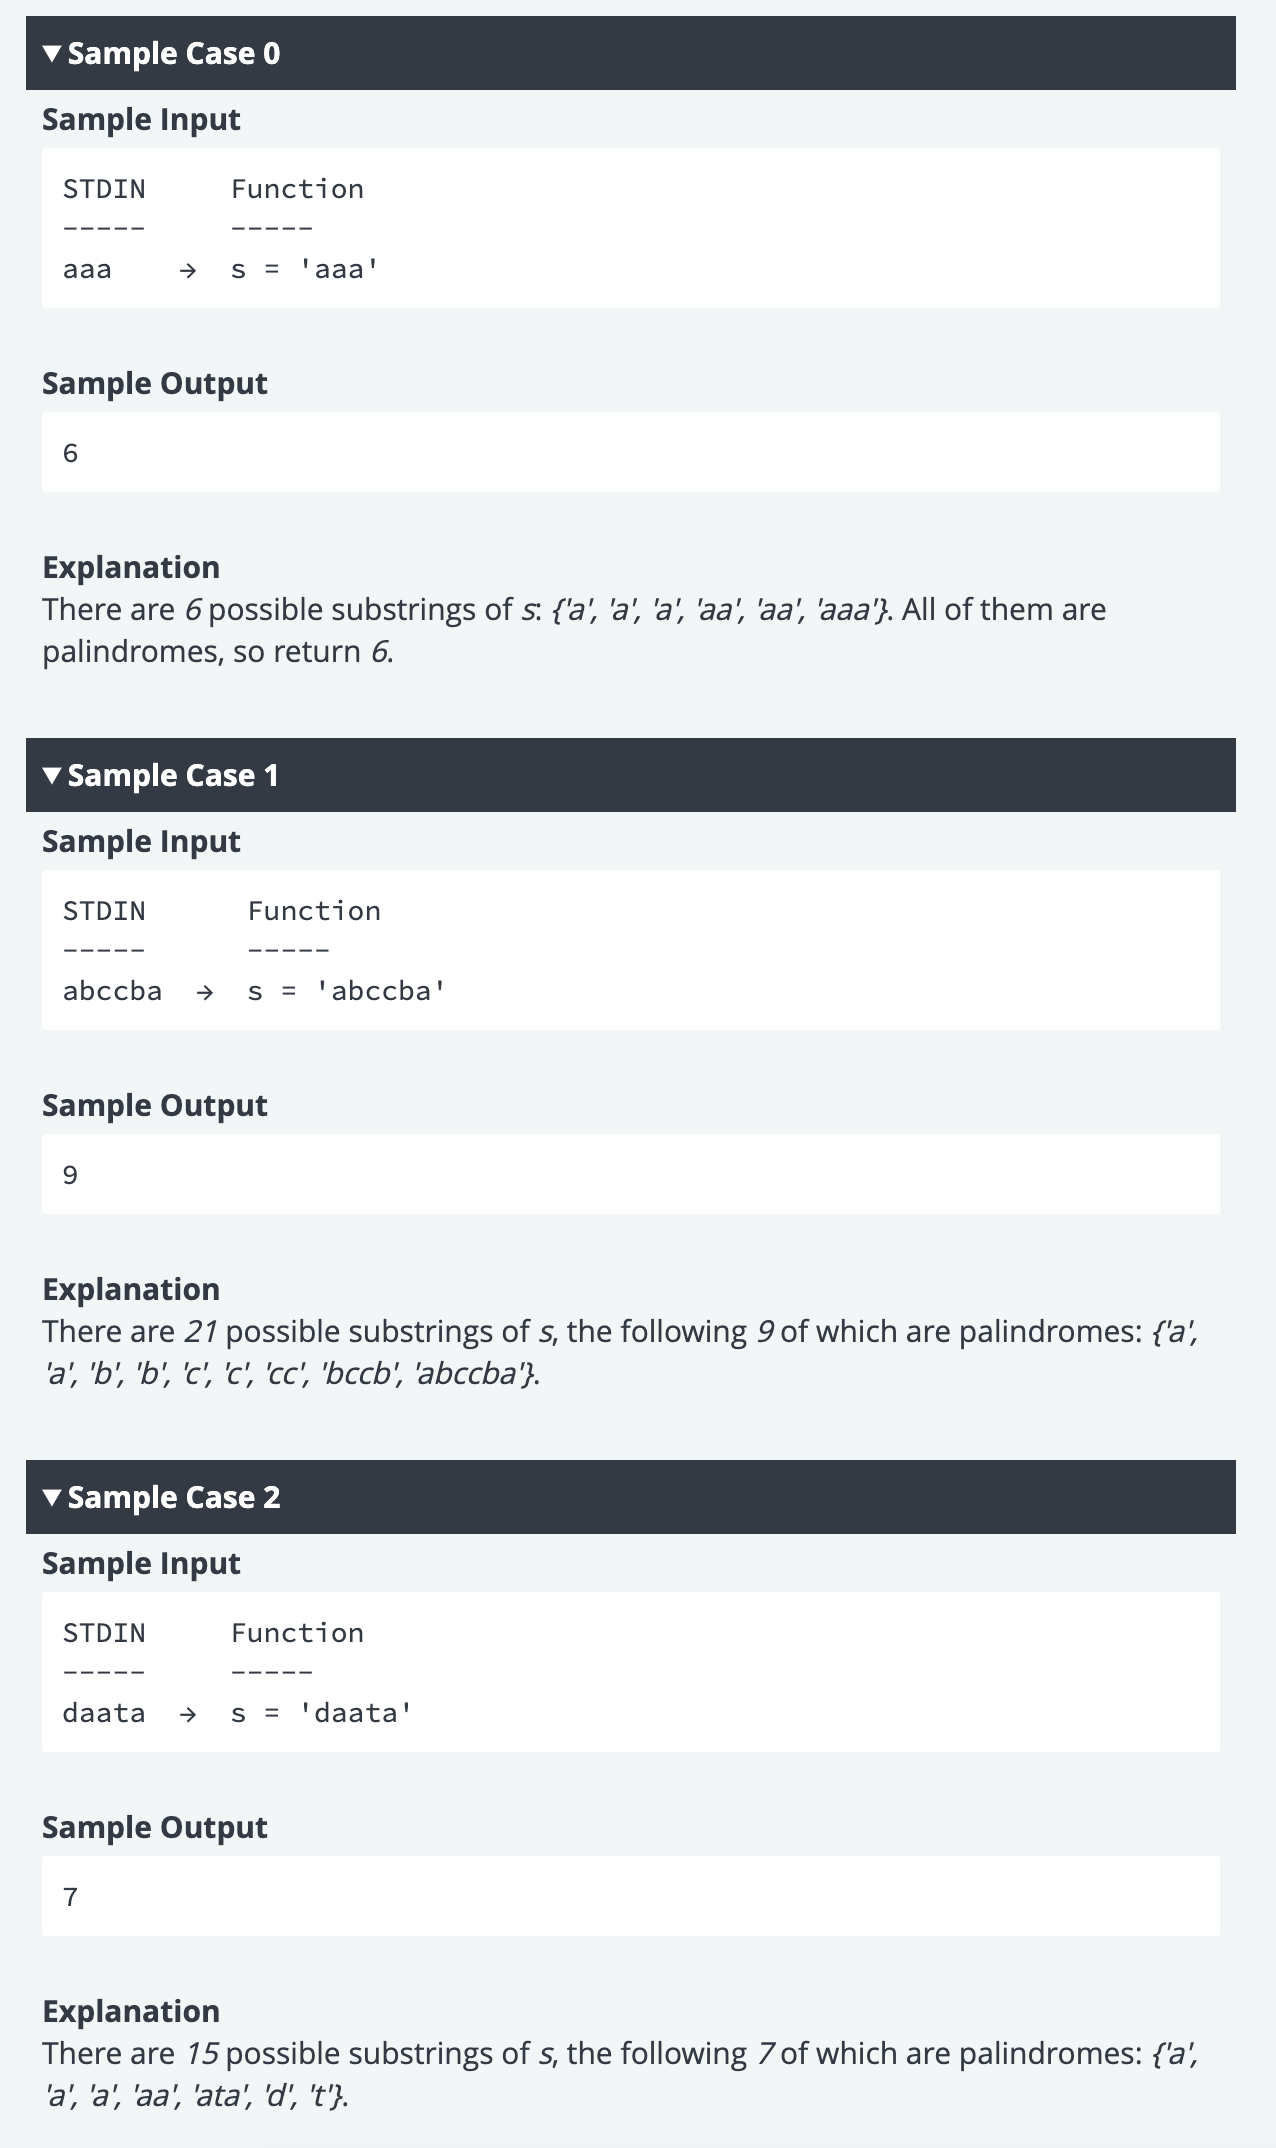 ▼ Sample Case 0
Sample Input
STDIN     Function
-----     -----
aaa    →  s = 'aaa'
Sample Output
6
Explanation
There are 6 possible substrings of s: {'a', 'a', 'a', 'aa', 'aa', 'aaa'}. All of them are
palindromes, so return 6.
▼ Sample Case 1
Sample Input
STDIN      Function
-----      -----
abccba  →  s = 'abccba'
Sample Output
9
Explanation
There are 21 possible substrings of s, the following 9 of which are palindromes: {'a',
'a', 'b', 'b', 'c', 'c', 'cc', 'bccb', 'abccba'}.
▼ Sample Case 2
Sample Input
STDIN     Function
-----     -----
daata  →  s = 'daata'
Sample Output
7
Explanation
There are 15 possible substrings of s, the following 7 of which are palindromes: {'a',
'a', 'a', 'aa', 'ata', 'd', 't'}.